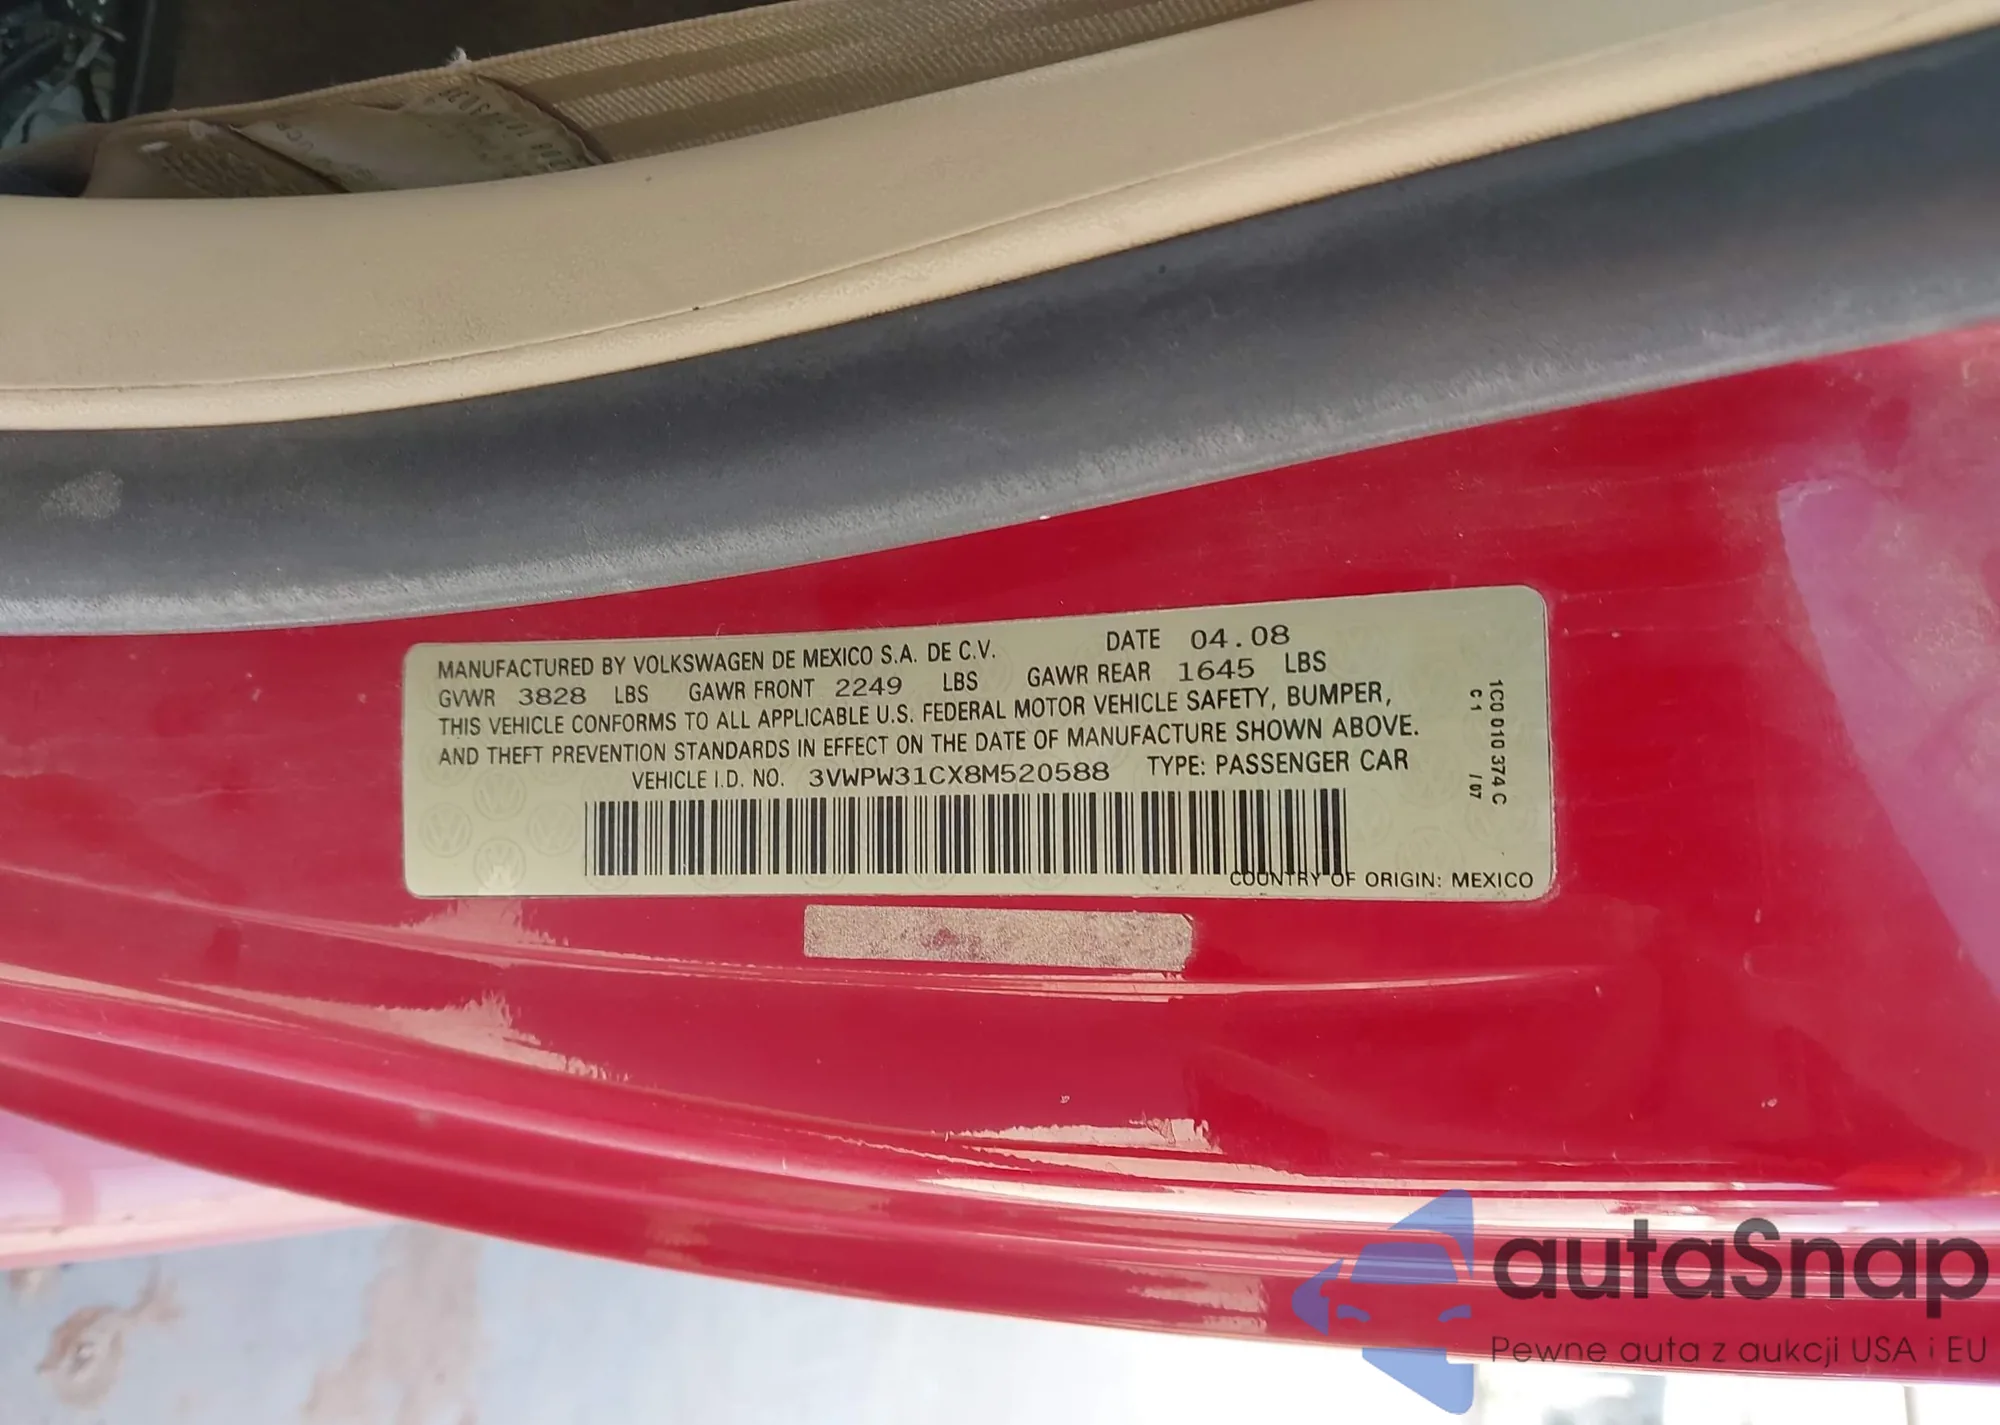 MANUFACTURED BY VOLKSWAGEN DE MEXICO S.A. DE C.V. DATE 04.08
GVWR 3828 LBS GAWR FRONT 2249 LBS GAWR REAR 1645 LBS
THIS VEHICLE CONFORMS TO ALL APPLICABLE U.S. FEDERAL MOTOR VEHICLE SAFETY, BUMPER,
AND THEFT PREVENTION STANDARDS IN EFFECT ON THE DATE OF MANUFACTURE SHOWN ABOVE.
VEHICLE I.D. NO. 3VWPW31CX8M520588 TYPE: PASSENGER CAR
COUNTRY OF ORIGIN: MEXICO
1C0 010 374 C
C 1 / 07
autaSnap
Pewne auta z aukcji USA i EU